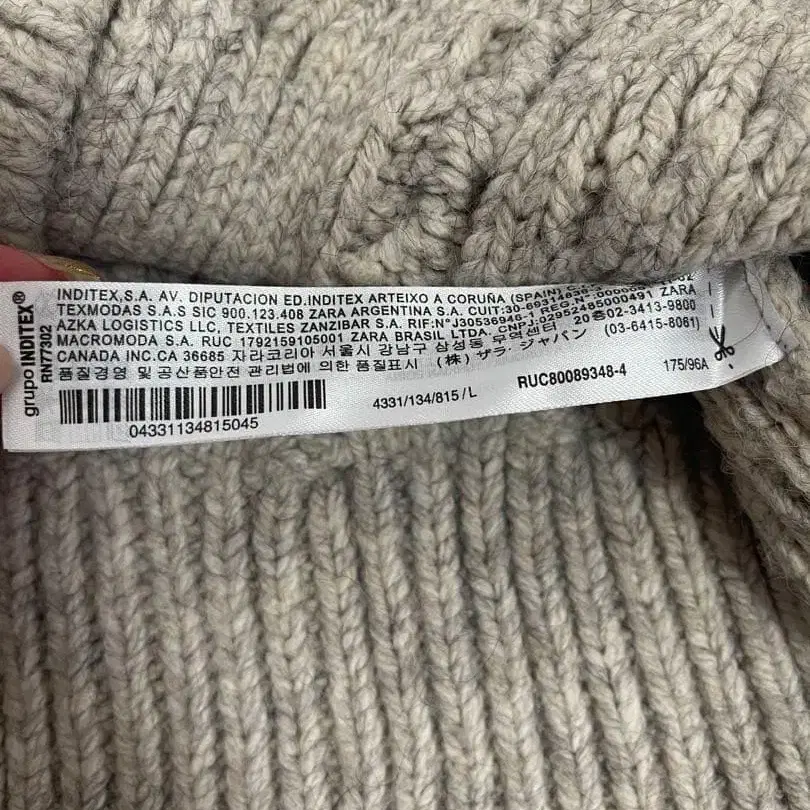 grupo INDITEX®
RN77302
INDITEX,S.A. AV. DIPUTACION ED.INDITEX ARTEIXO A CORUÑA (SPAIN)
TEXMODAS S.A.S SIC 900.123.408 ZARA ARGENTINA S.A. CUIT:30-69314838-3
AZKA LOGISTICS LLC, TEXTILES ZANZIBAR S.A. RIF:N°J30536946-1 REG.N°:
MACROMODA S.A. RUC 1792159105001 ZARA BRASIL LTDA. CNPJ:02952485000491 ZARA
CANADA INC.CA 36685 자라코리아 서울시 강남구 삼성동 무역센터 20층02-3413-9800
품질경영 및 공산품안전 관리법에 의한 품질표시 (株) ザラ・ジャパン (03-6415-8061)
04331134815045
4331/134/815/L
RUC80089348-4
175/96A